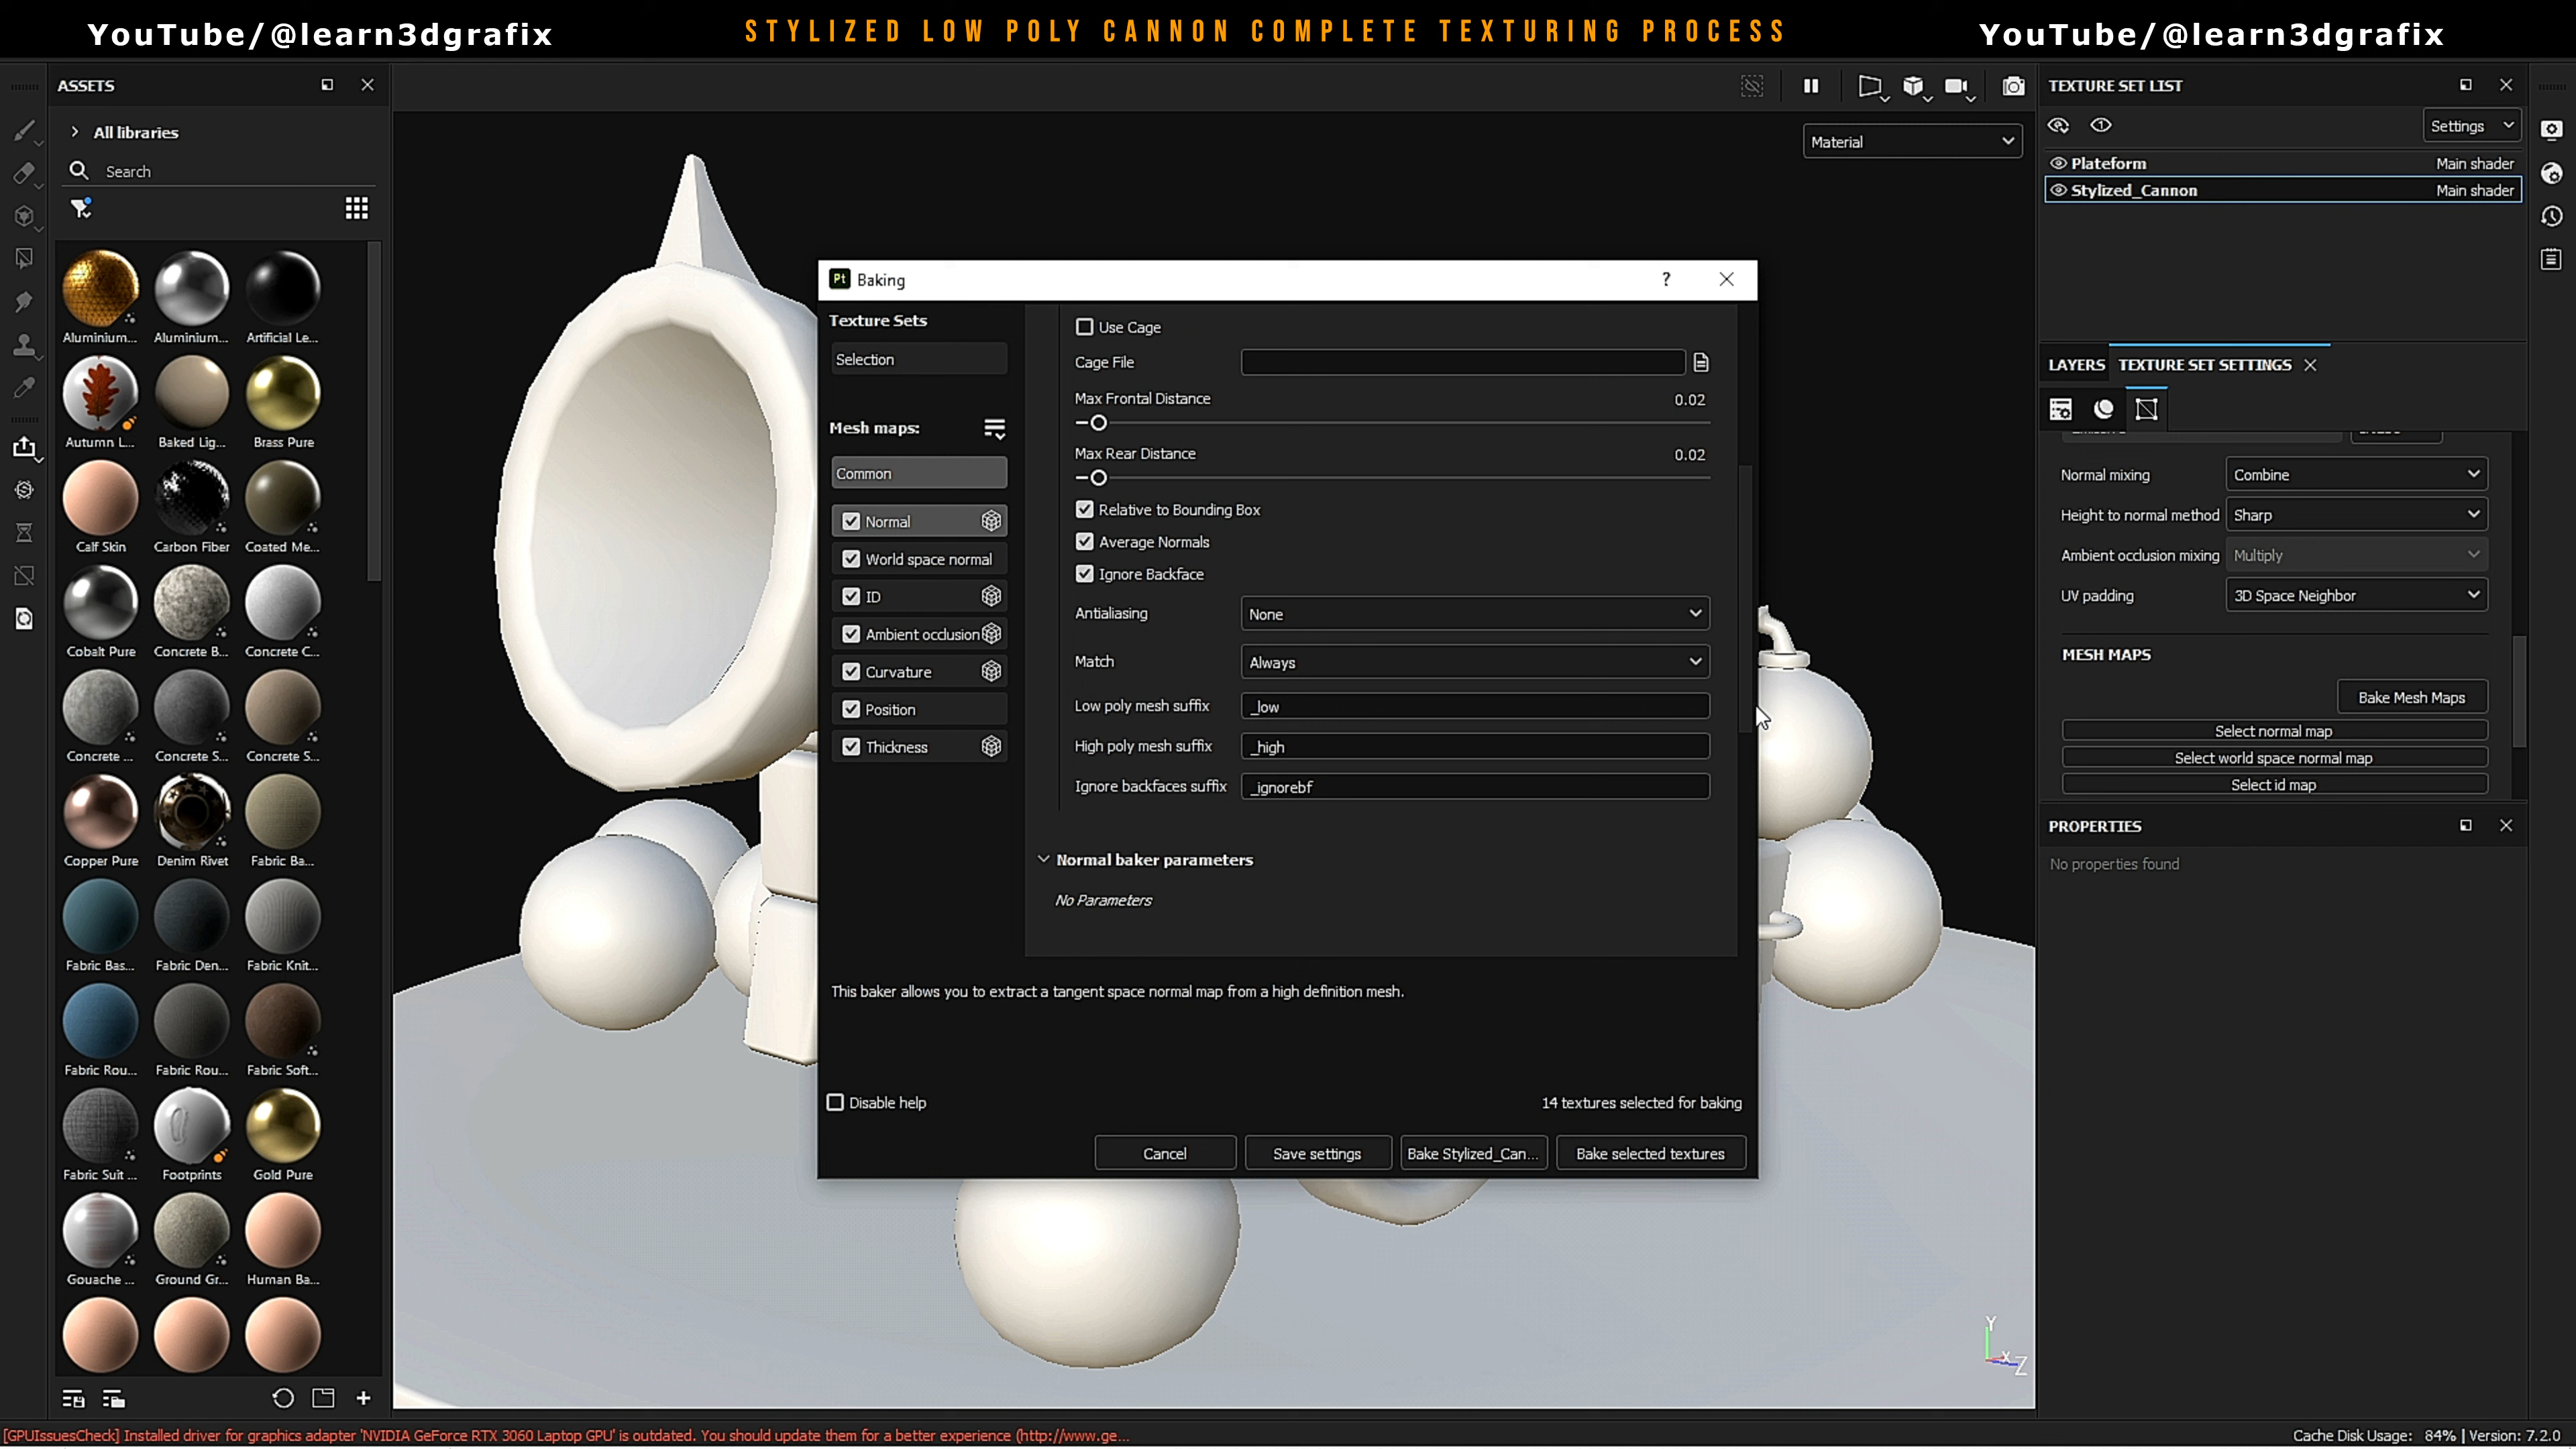 YouTube/@learn3dgrafix
STYLIZED LOW POLY CANNON COMPLETE TEXTURING PROCESS
YouTube/@learn3dgrafix
ASSETS
All libraries
Search
Aluminium... Aluminium... Artificial Le...
Autumn L... Baked Lig... Brass Pure
Calf Skin Carbon Fiber Coated Me...
Cobalt Pure Concrete B... Concrete C...
Concrete ... Concrete S... Concrete S...
Copper Pure Denim Rivet Fabric Ba...
Fabric Bas... Fabric Den... Fabric Knit...
Fabric Rou... Fabric Rou... Fabric Soft...
Fabric Suit ... Footprints Gold Pure
Gouache ... Ground Gr... Human Ba...
Material
Pt Baking
?
Texture Sets
Selection
Mesh maps:
Common
Normal
World space normal
ID
Ambient occlusion
Curvature
Position
Thickness
Use Cage
Cage File
Max Frontal Distance 0.02
Max Rear Distance 0.02
Relative to Bounding Box
Average Normals
Ignore Backface
Antialiasing None
Match Always
Low poly mesh suffix _low
High poly mesh suffix _high
Ignore backfaces suffix _ignorebf
Normal baker parameters
No Parameters
This baker allows you to extract a tangent space normal map from a high definition mesh.
Disable help
14 textures selected for baking
Cancel Save settings Bake Stylized_Can... Bake selected textures
Y
X
Z
TEXTURE SET LIST
Settings
Plateform Main shader
Stylized_Cannon Main shader
LAYERS TEXTURE SET SETTINGS
Normal mixing Combine
Height to normal method Sharp
Ambient occlusion mixing Multiply
UV padding 3D Space Neighbor
MESH MAPS
Bake Mesh Maps
Select normal map
Select world space normal map
Select id map
PROPERTIES
No properties found
[GPUIssuesCheck] Installed driver for graphics adapter 'NVIDIA GeForce RTX 3060 Laptop GPU' is outdated. You should update them for a better experience (http://www.ge...
Cache Disk Usage: 84% | Version: 7.2.0